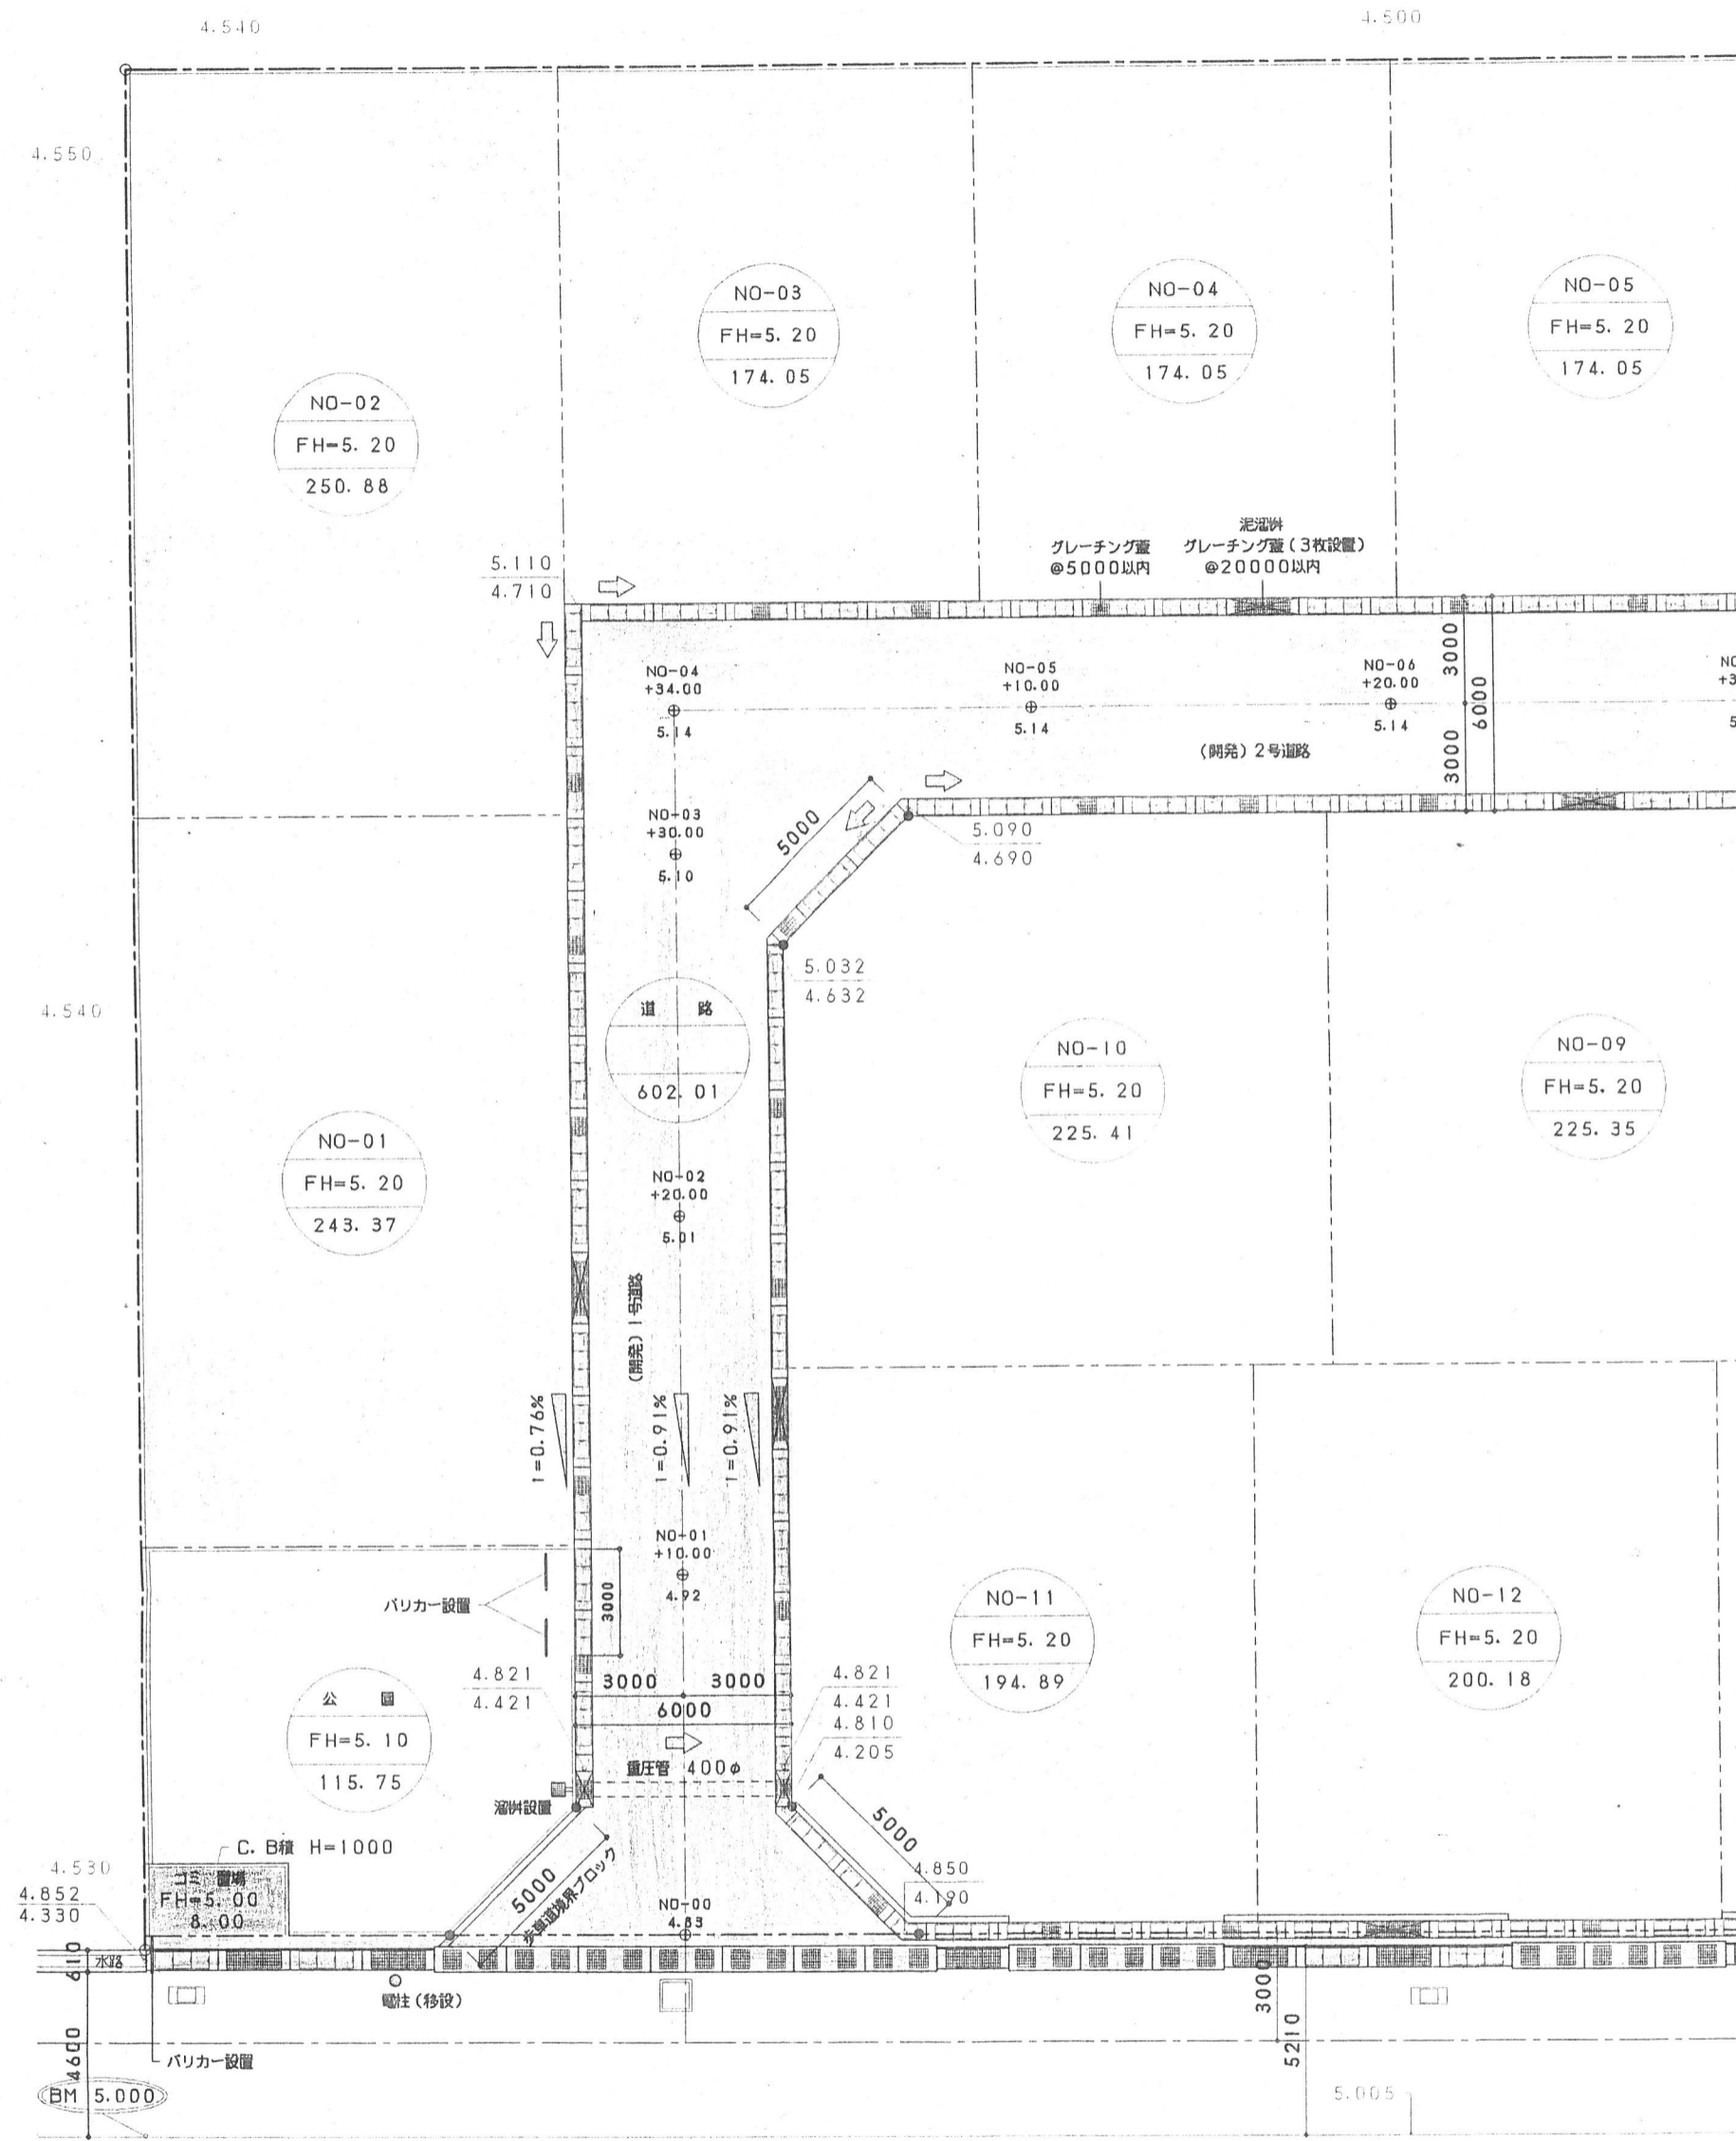 4.540
4.500
4.550
NO-03
FH=5.20
174.05
NO-04
FH=5.20
174.05
NO-05
FH=5.20
174.05
NO-02
FH=5.20
250.88
泥溜桝
グレーチング蓋
@5000以内
グレーチング蓋(3枚設置)
@20000以内
5.110
4.710
NO-04
+34.00
5.14
NO-05
+10.00
5.14
NO-06
+20.00
5.14
3000
6000
3000
(開発)2号道路
NO-03
+30.00
5.10
5000
5.090
4.690
5.032
4.632
4.540
道 路
602.01
NO-10
FH=5.20
225.41
NO-09
FH=5.20
225.35
NO-01
FH=5.20
243.37
NO-02
+20.00
5.01
(開発)1号道路
i=0.76%
i=0.91%
i=0.91%
NO-01
+10.00
4.92
バリカー設置
3000
4.821
4.421
3000
3000
6000
4.821
4.421
4.810
4.205
NO-11
FH=5.20
194.89
NO-12
FH=5.20
200.18
公 園
FH=5.10
115.75
重圧管 400φ
溜桝設置
C.B積 H=1000
4.530
4.852
4.330
ゴミ置場
FH=5.00
8.00
5000
歩車道境界ブロック
NO-00
4.83
5000
4.850
4.190
610
水路
電柱(移設)
3000
5210
4600
バリカー設置
BM 5.000
5.005